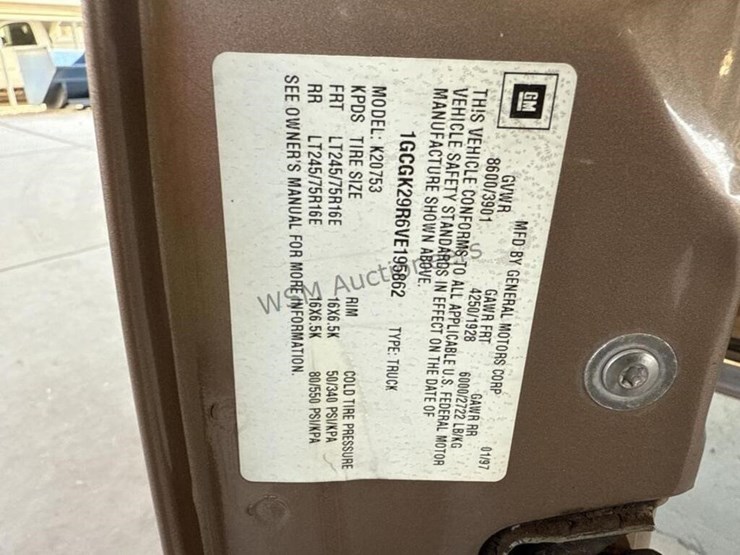 GM
MFD BY GENERAL MOTORS CORP 01/97
GVWR GAWR FRT GAWR RR
8600/3901 4250/1928 6000/2722 LB/KG
THIS VEHICLE CONFORMS TO ALL APPLICABLE U.S. FEDERAL MOTOR
VEHICLE SAFETY STANDARDS IN EFFECT ON THE DATE OF
MANUFACTURE SHOWN ABOVE.
1GCGK29R6VE195862 TYPE: TRUCK
MODEL: K20753
KPDS TIRE SIZE RIM COLD TIRE PRESSURE
FRT LT245/75R16E 16X6.5K 50/340 PSI/KPA
RR LT245/75R16E 16X6.5K 80/550 PSI/KPA
SEE OWNER'S MANUAL FOR MORE INFORMATION.